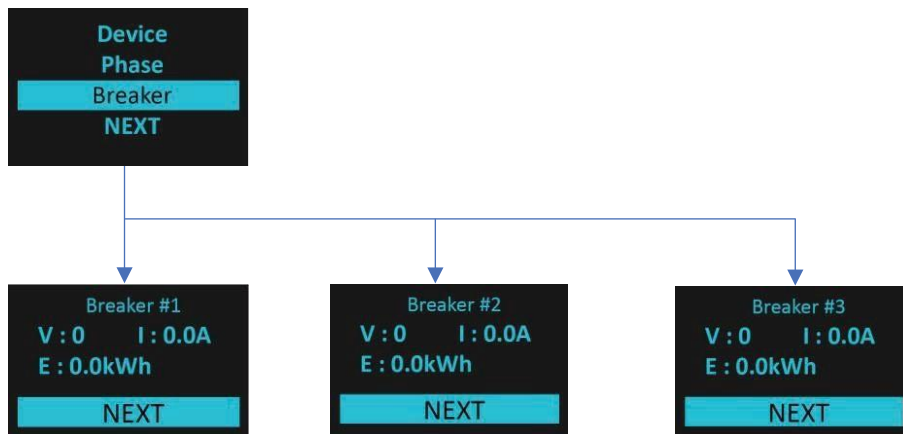 Device
Phase
Breaker
NEXT
Breaker #1
V : 0 I : 0.0A
E : 0.0kWh
NEXT
Breaker #2
V : 0 I : 0.0A
E : 0.0kWh
NEXT
Breaker #3
V : 0 I : 0.0A
E : 0.0kWh
NEXT